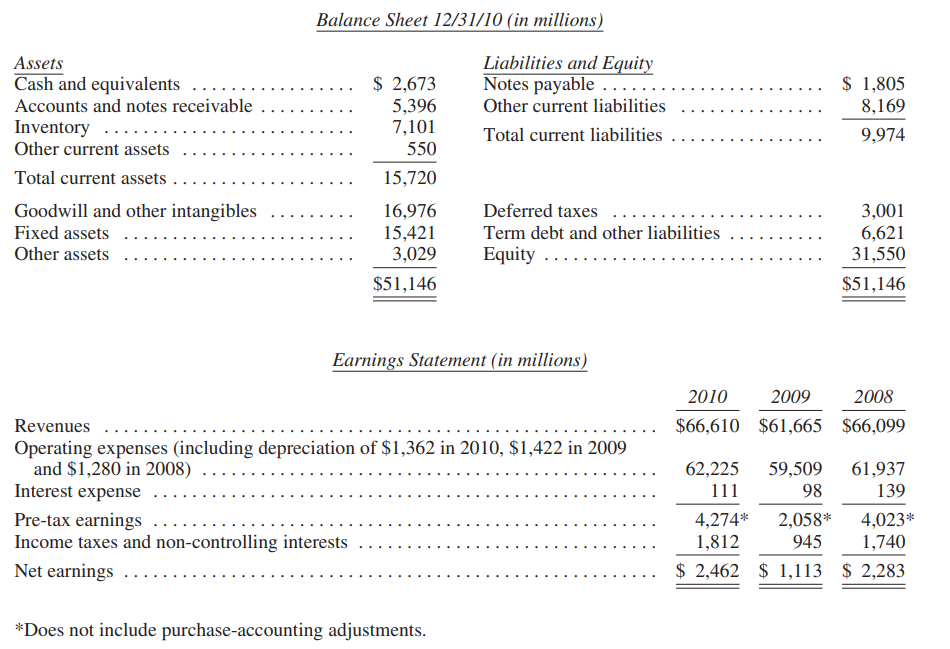 Balance Sheet 12/31/10 (in millions)
Assets Liabilities and Equity
Cash and equivalents . . . . . . . . . . . . . . . . . $ 2,673 Notes payable . . . . . . . . . . . . . . . . . . . . . . . $ 1,805
Accounts and notes receivable . . . . . . . . . . 5,396 Other current liabilities . . . . . . . . . . . . . . . 8,169
Inventory . . . . . . . . . . . . . . . . . . . . . . . . . . 7,101 Total current liabilities . . . . . . . . . . . . . . . . 9,974
Other current assets . . . . . . . . . . . . . . . . . . 550
Total current assets . . . . . . . . . . . . . . . . . . . 15,720
Goodwill and other intangibles . . . . . . . . . 16,976 Deferred taxes . . . . . . . . . . . . . . . . . . . . . . 3,001
Fixed assets . . . . . . . . . . . . . . . . . . . . . . . . 15,421 Term debt and other liabilities . . . . . . . . . . 6,621
Other assets . . . . . . . . . . . . . . . . . . . . . . . . 3,029 Equity . . . . . . . . . . . . . . . . . . . . . . . . . . . . . 31,550
$51,146 $51,146
Earnings Statement (in millions)
2010 2009 2008
Revenues . . . . . . . . . . . . . . . . . . . . . . . . . . . . . . . . . . . . . . . . . . . . . . . . . . . . . . . . . $66,610 $61,665 $66,099
Operating expenses (including depreciation of $1,362 in 2010, $1,422 in 2009
and $1,280 in 2008) . . . . . . . . . . . . . . . . . . . . . . . . . . . . . . . . . . . . . . . . . . . . . . . 62,225 59,509 61,937
Interest expense . . . . . . . . . . . . . . . . . . . . . . . . . . . . . . . . . . . . . . . . . . . . . . . . . . . 111 98 139
Pre-tax earnings . . . . . . . . . . . . . . . . . . . . . . . . . . . . . . . . . . . . . . . . . . . . . . . . . . . 4,274* 2,058* 4,023*
Income taxes and non-controlling interests . . . . . . . . . . . . . . . . . . . . . . . . . . . . . . 1,812 945 1,740
Net earnings . . . . . . . . . . . . . . . . . . . . . . . . . . . . . . . . . . . . . . . . . . . . . . . . . . . . . . $ 2,462 $ 1,113 $ 2,283
*Does not include purchase-accounting adjustments.